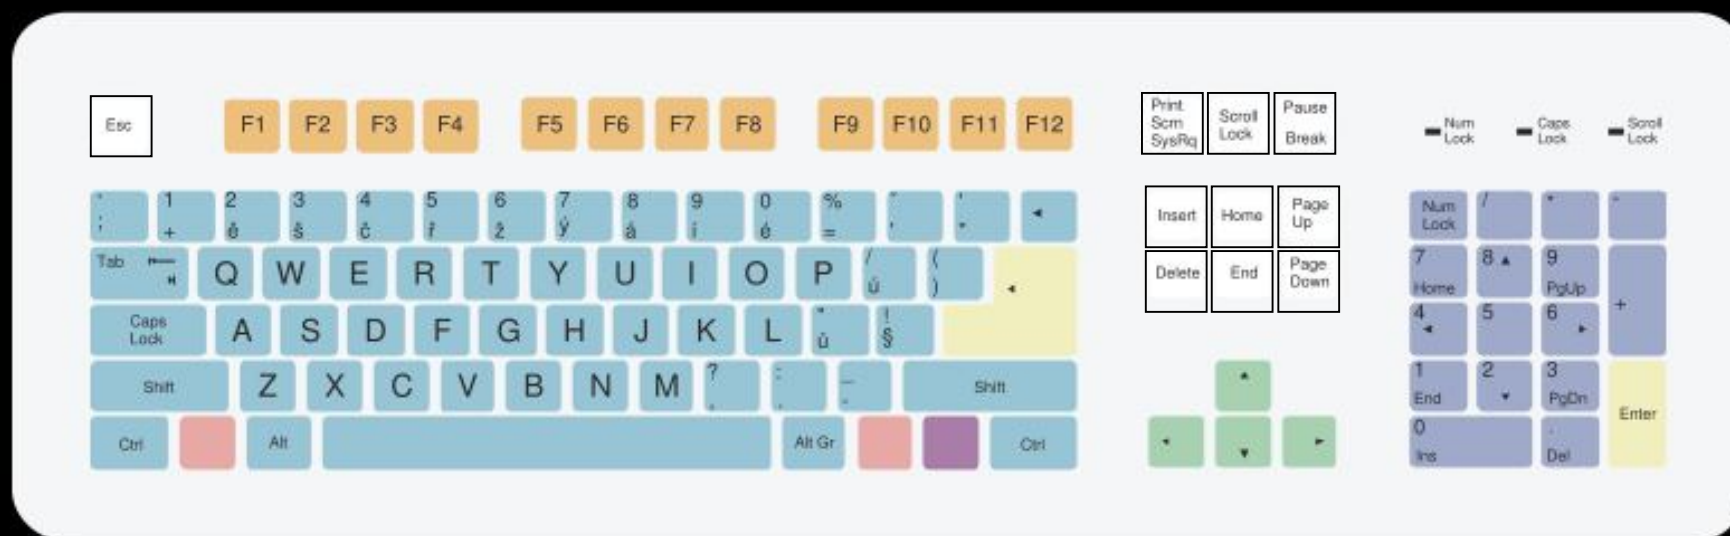 Esc F1 F2 F3 F4 F5 F6 F7 F8 F9 F10 F11 F12
Print
Scrn
SysRq
Scroll
Lock
Pause
Break
Num
Lock
Caps
Lock
Scroll
Lock
1 2 3 4 5 6 7 8 9 0 %
; + ě š č ř ž ý á í é =
Insert Home
Page
Up
Num
Lock
/ * -
Tab Q W E R T Y U I O P / (
ú )
Delete End
Page
Down
7 8 9
Home PgUp
+
Caps
Lock
A S D F G H J K L " !
ů §
4 5 6
Shift Z X C V B N M ? : _
, . -
Shift
1 2 3
End PgDn
Enter
Ctrl Alt Alt Gr Ctrl
0 .
Ins Del